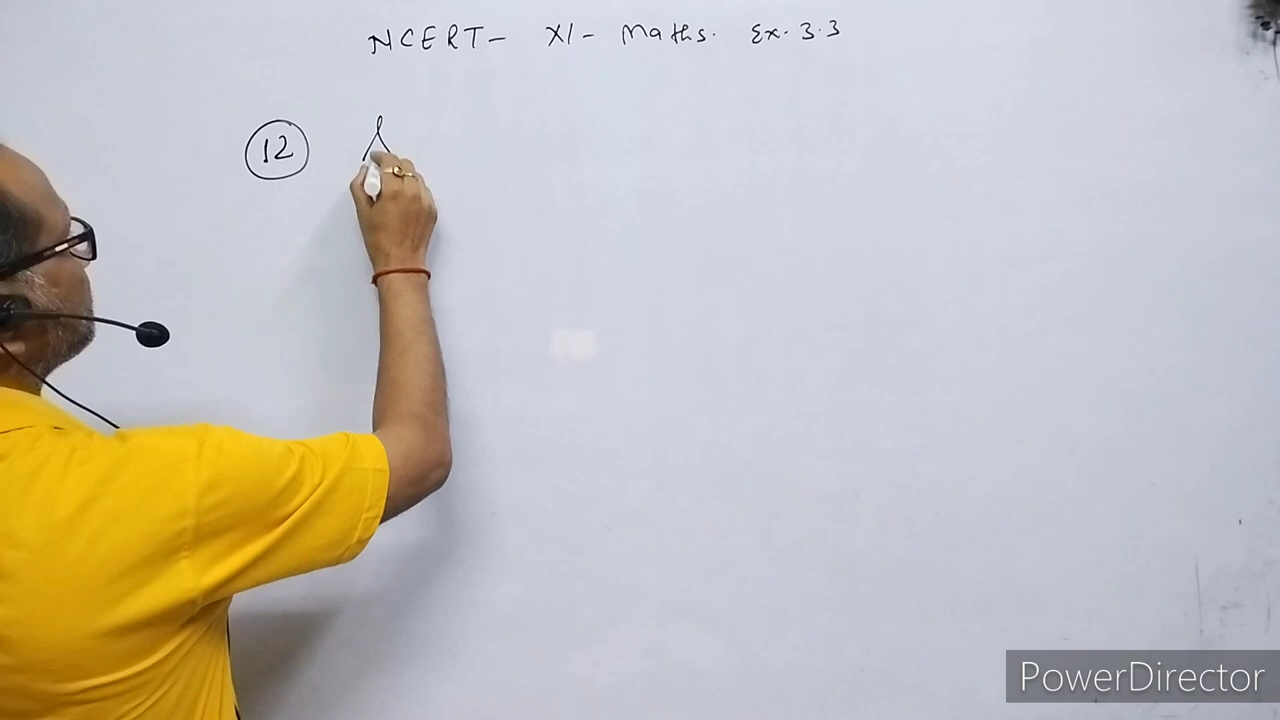 NCERT- XI- Maths. Ex. 3.3
12
PowerDirector